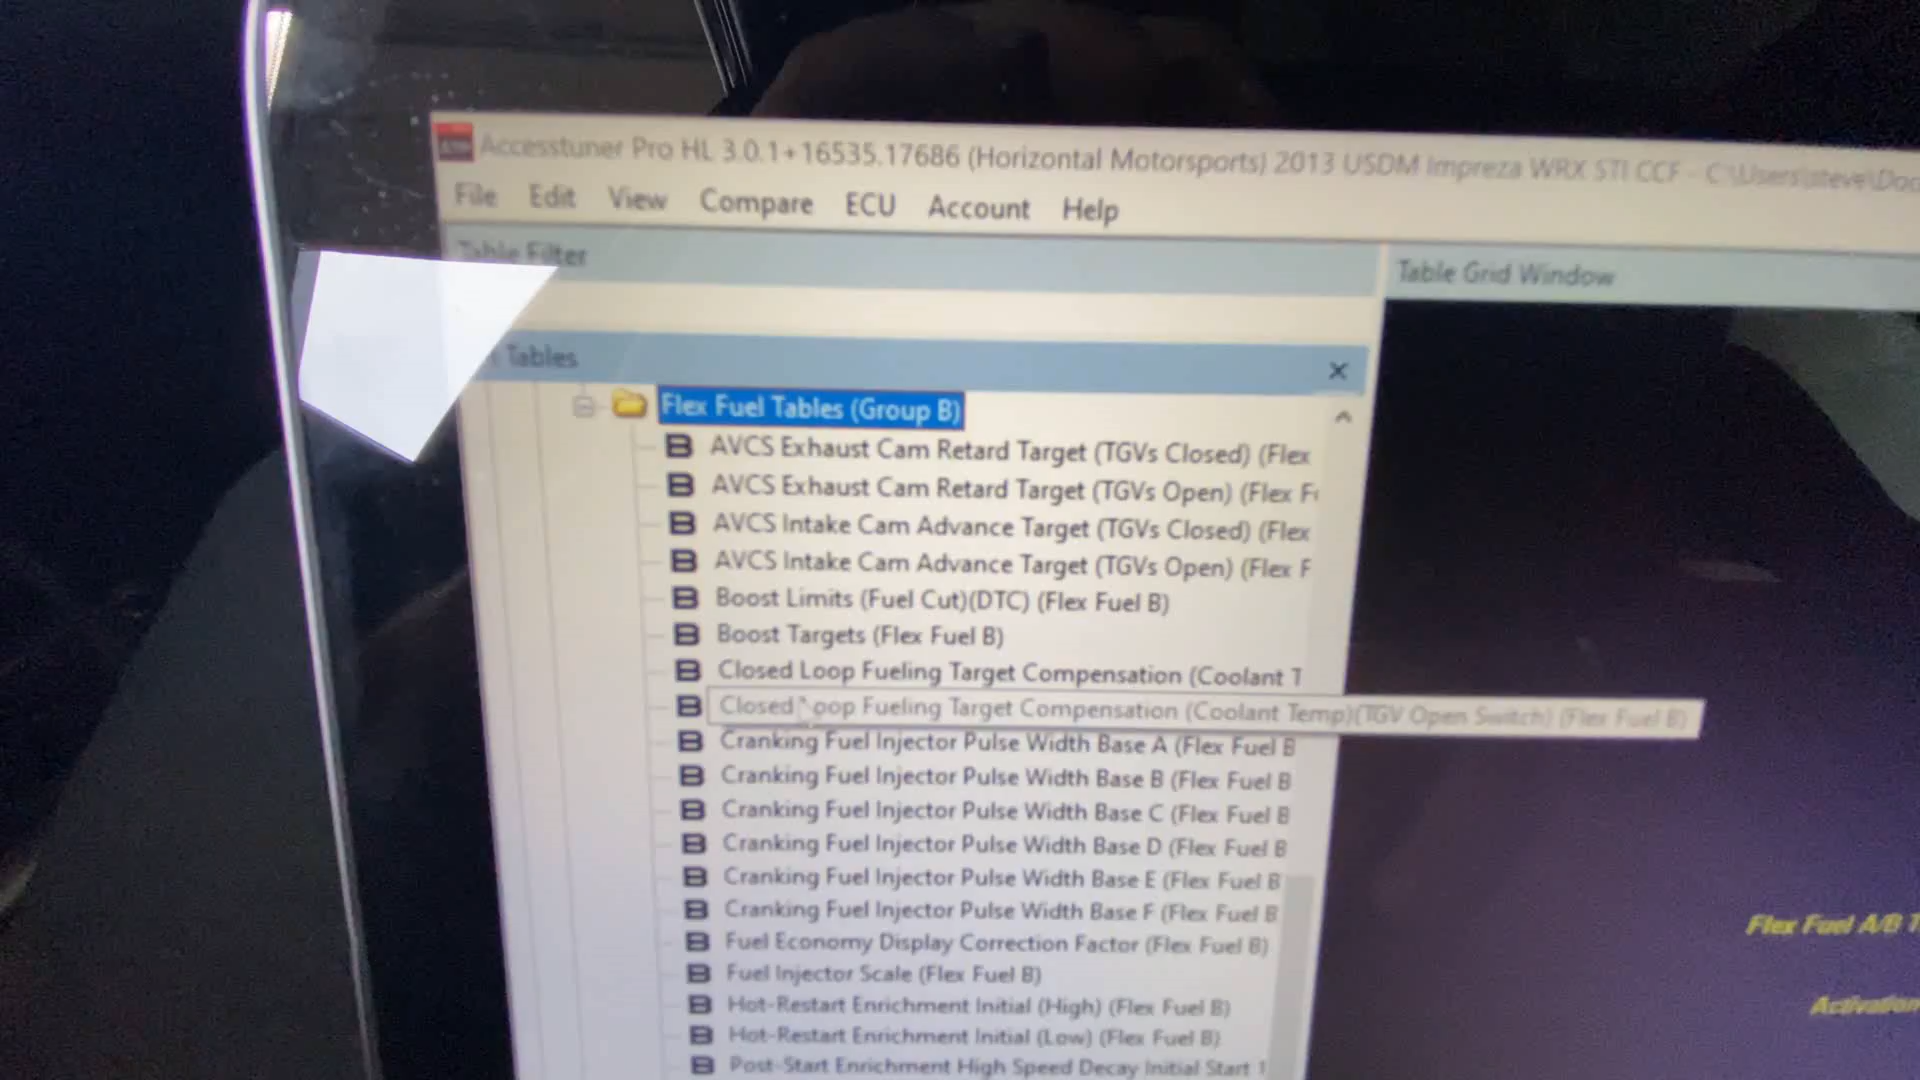 Accesstuner Pro HL 3.0.1+16535.17686 (Horizontal Motorsports) 2013 USDM Impreza WRX STI CCF - C:\Users\steve\Doc
File Edit View Compare ECU Account Help
Table Filter
Table Grid Window
Tables
Flex Fuel Tables (Group B)
AVCS Exhaust Cam Retard Target (TGVs Closed) (Flex
AVCS Exhaust Cam Retard Target (TGVs Open) (Flex F
AVCS Intake Cam Advance Target (TGVs Closed) (Flex
AVCS Intake Cam Advance Target (TGVs Open) (Flex F
Boost Limits (Fuel Cut)(DTC) (Flex Fuel B)
Boost Targets (Flex Fuel B)
Closed Loop Fueling Target Compensation (Coolant T
Closed Loop Fueling Target Compensation (Coolant Temp)(TGV Open Switch) (Flex Fuel B)
Cranking Fuel Injector Pulse Width Base A (Flex Fuel B
Cranking Fuel Injector Pulse Width Base B (Flex Fuel B
Cranking Fuel Injector Pulse Width Base C (Flex Fuel B
Cranking Fuel Injector Pulse Width Base D (Flex Fuel B
Cranking Fuel Injector Pulse Width Base E (Flex Fuel B
Cranking Fuel Injector Pulse Width Base F (Flex Fuel B
Fuel Economy Display Correction Factor (Flex Fuel B)
Flex Fuel A/B T
Fuel Injector Scale (Flex Fuel B)
Hot-Restart Enrichment Initial (High) (Flex Fuel B)
Activation
Hot-Restart Enrichment Initial (Low) (Flex Fuel B)
Post-Start Enrichment High Speed Decay Initial Start 1